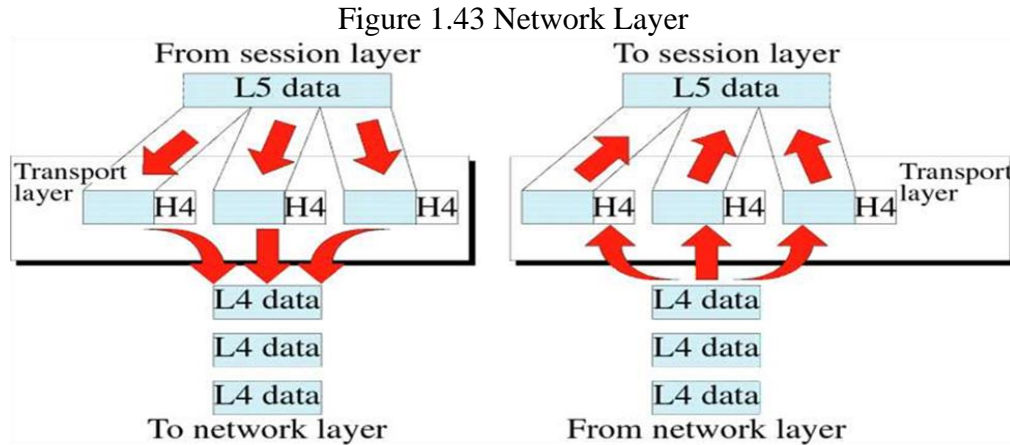 Figure 1.43 Network Layer
From session layer
L5 data
Transport
layer
H4
H4
H4
L4 data
L4 data
L4 data
To network layer
To session layer
L5 data
Transport
layer
H4
H4
H4
L4 data
L4 data
L4 data
From network layer